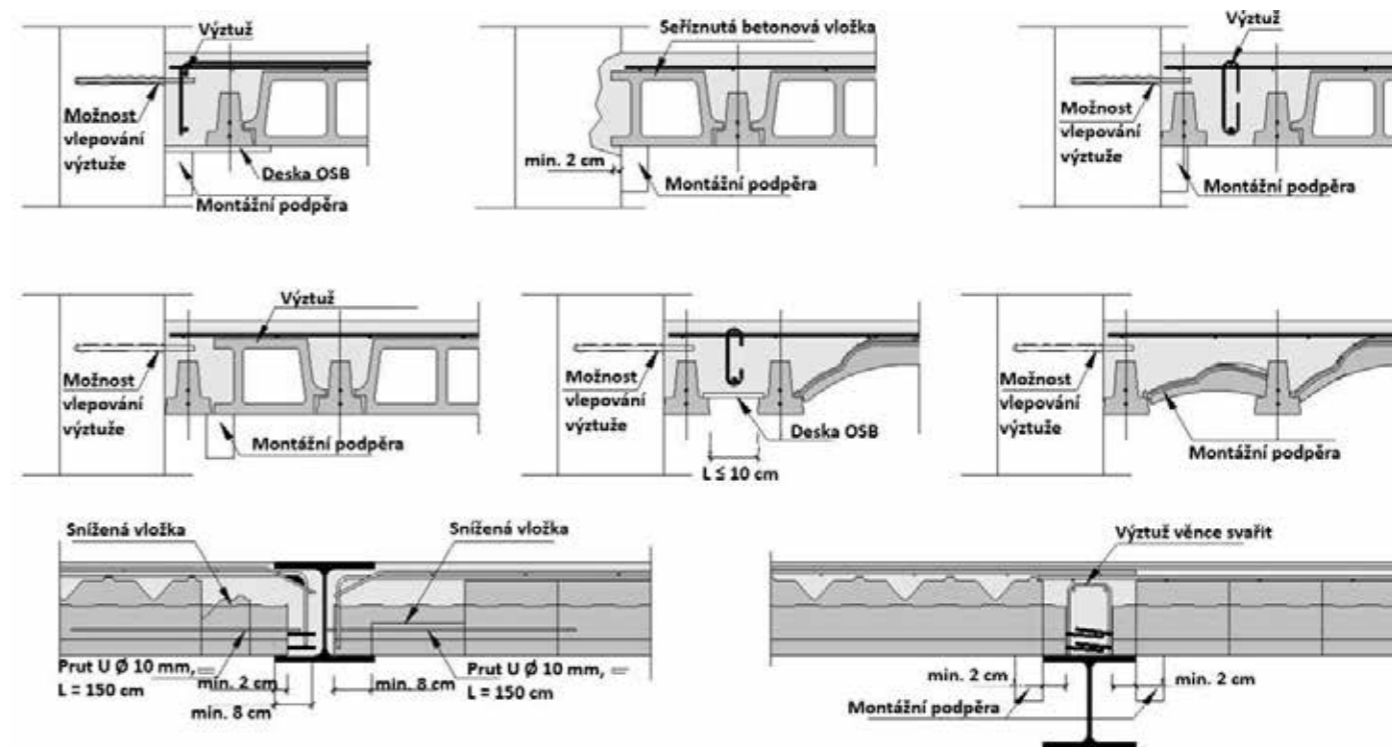 Výztuž
Možnost
vlepování
výztuže
Deska OSB
Montážní podpěra
Seříznutá betonová vložka
min. 2 cm
Montážní podpěra
Výztuž
Možnost
vlepování
výztuže
Montážní podpěra
Výztuž
Možnost
vlepování
výztuže
Montážní podpěra
Možnost
vlepování
výztuže
Deska OSB
L ≤ 10 cm
Možnost
vlepování
výztuže
Montážní podpěra
Snížená vložka
Snížená vložka
Prut U Ø 10 mm,
L = 150 cm
min. 2 cm
min. 8 cm
min. 8 cm
Prut U Ø 10 mm,
L = 150 cm
Výztuž věnce svařit
min. 2 cm
min. 2 cm
Montážní podpěra